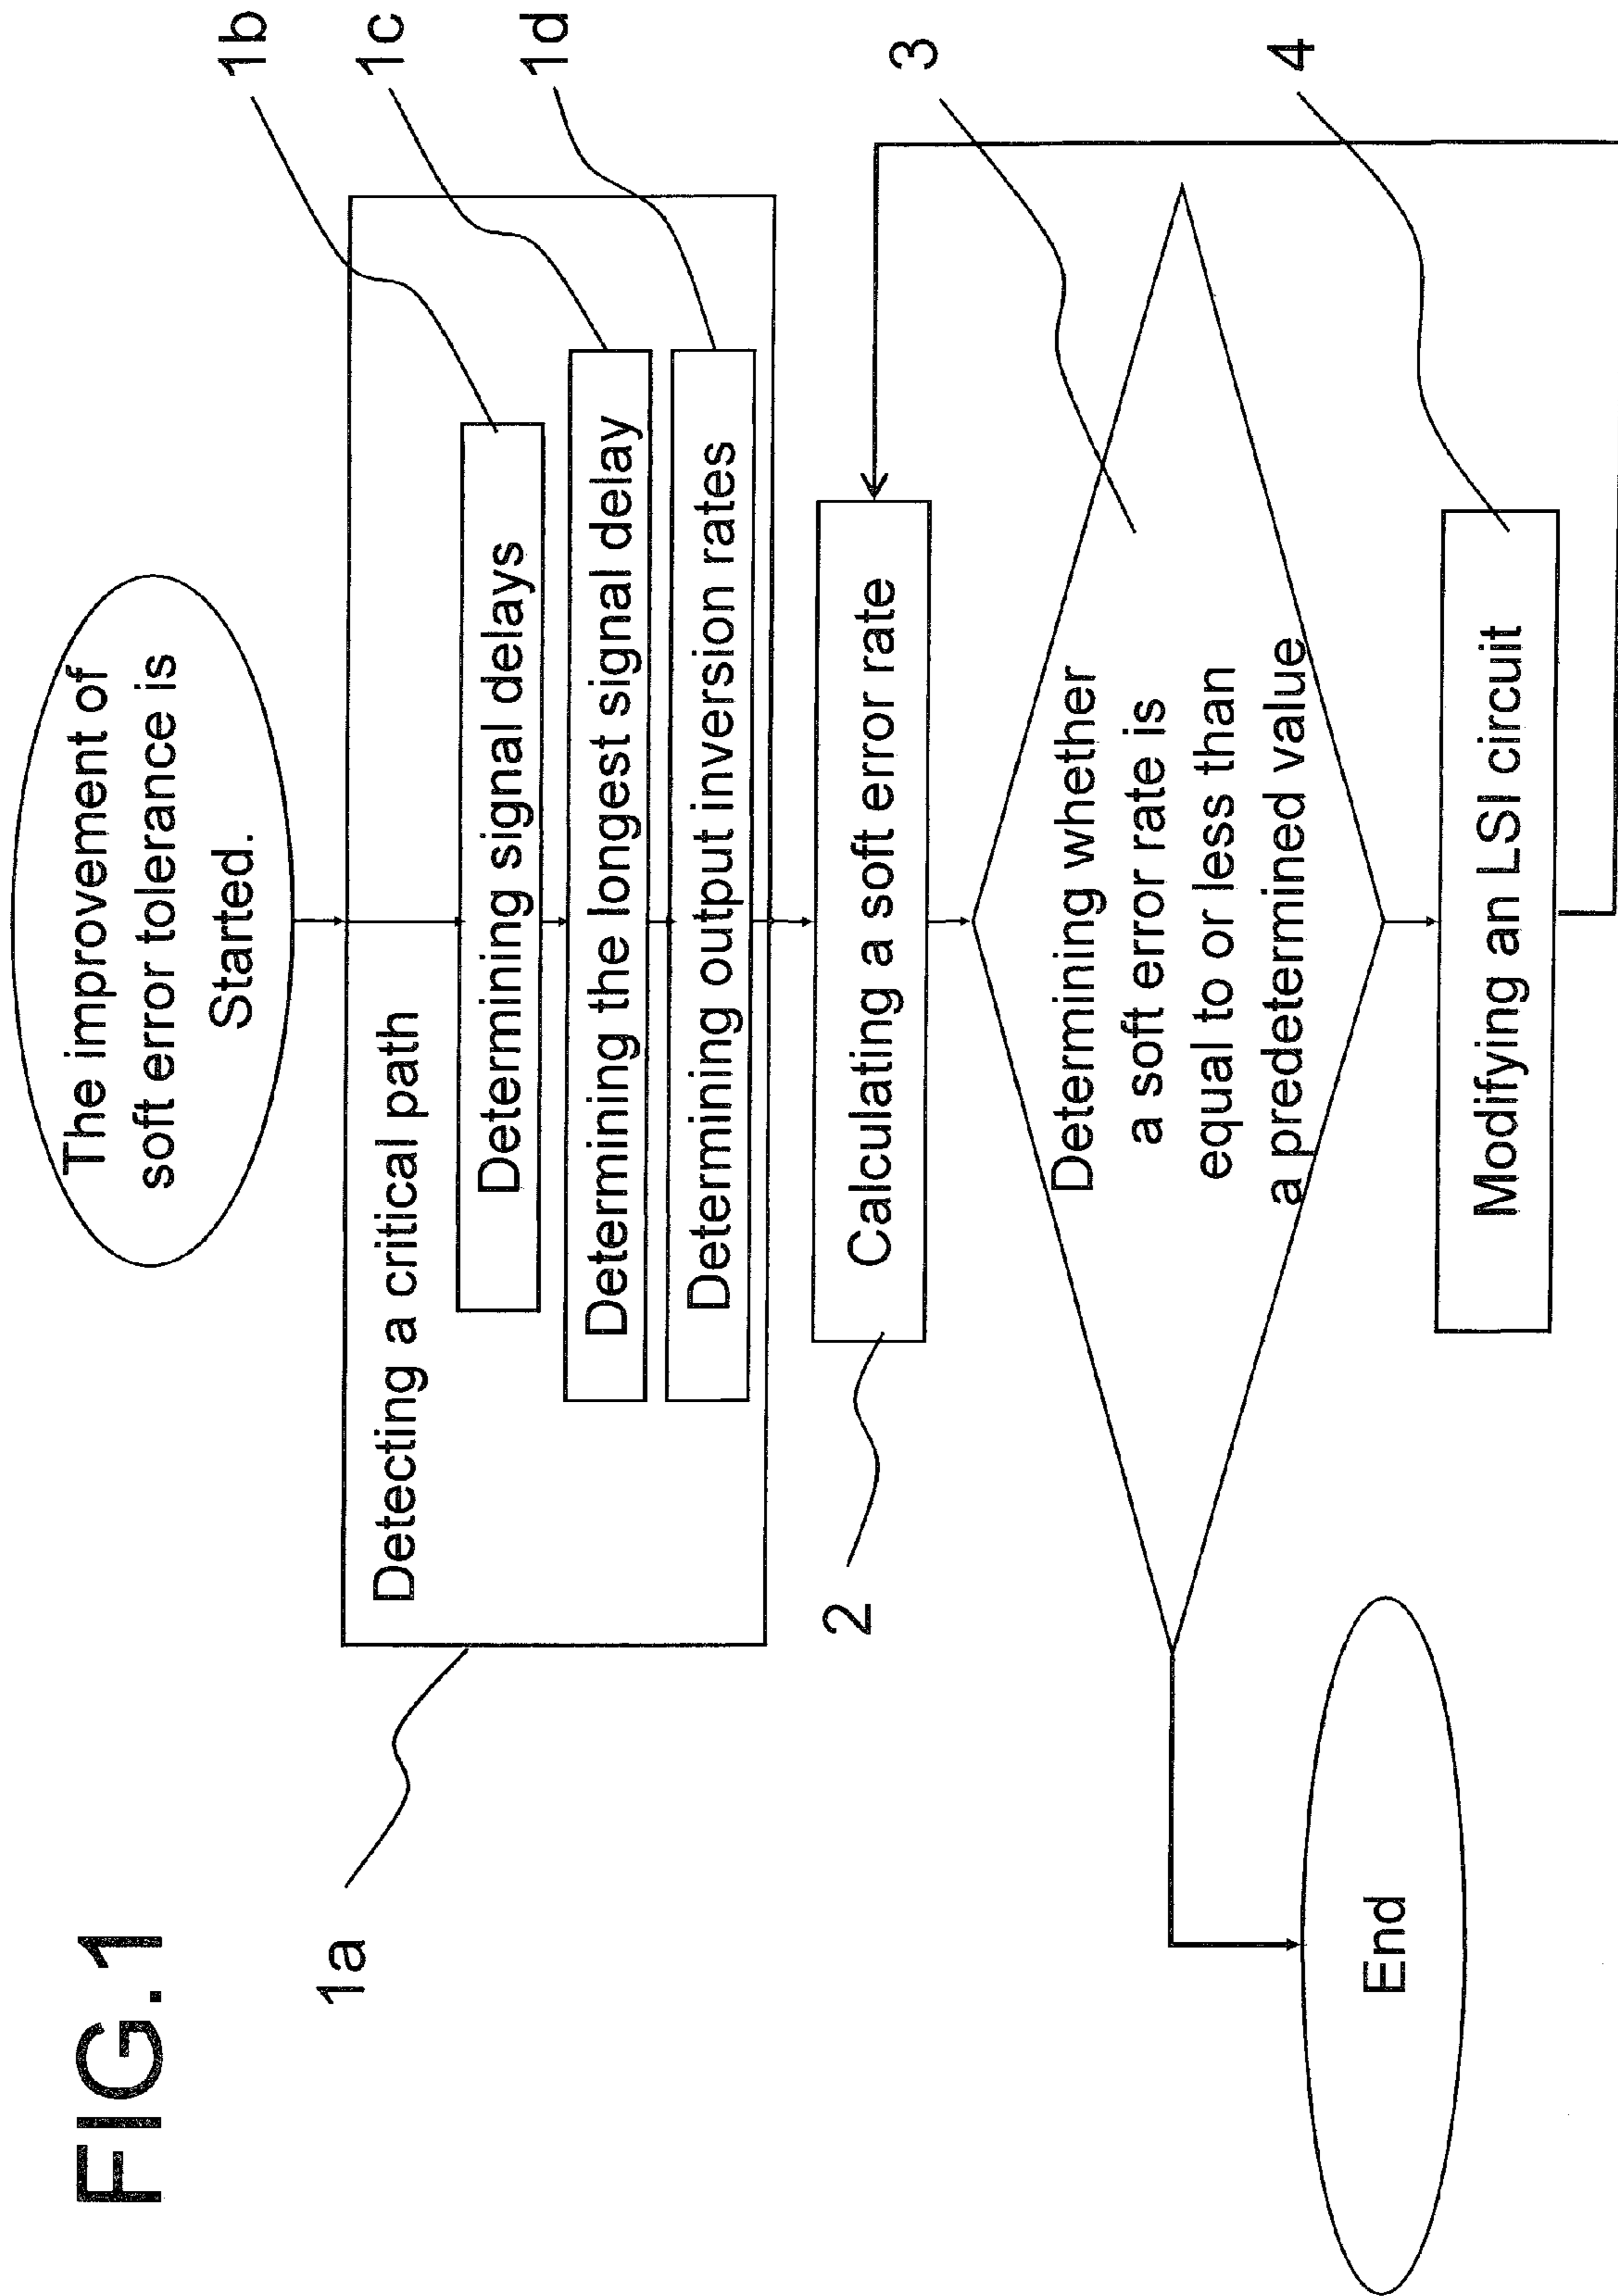 FIG.1
The improvement of
soft error tolerance is
Started.
1a
Detecting a critical path
1b
Determining signal delays
1c
Determining the longest signal delay
1d
Determining output inversion rates
2
Calculating a soft error rate
3
Determining whether
a soft error rate is
equal to or less than
a predetermined value
4
Modifying an LSI circuit
End